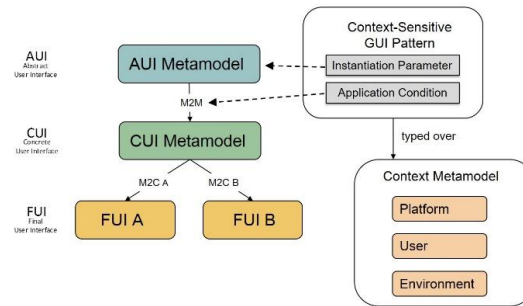 AUI
Abstract
User Interface
AUI Metamodel
M2M
CUI
Concrete
User Interface
CUI Metamodel
M2C A
M2C B
FUI
Final
User Interface
FUI A
FUI B
Context-Sensitive
GUI Pattern
Instantiation Parameter
Application Condition
typed over
Context Metamodel
Platform
User
Environment